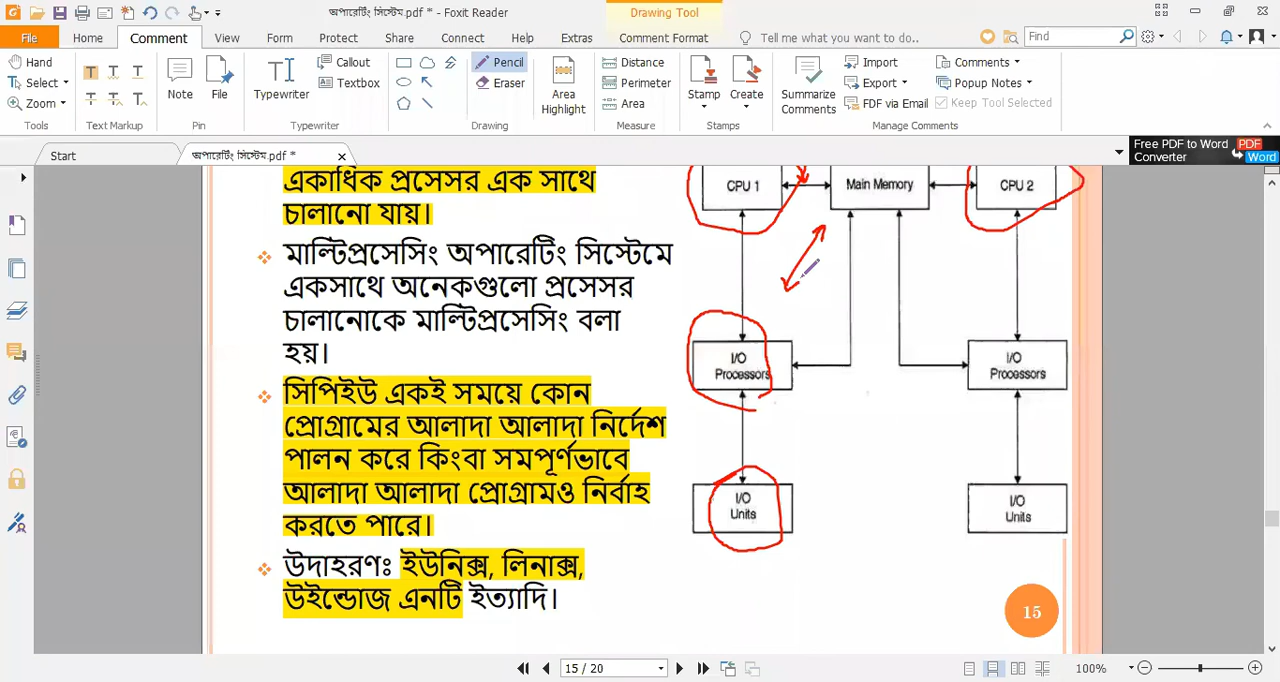 অপারেটিং সিস্টেম.pdf * - Foxit Reader
Drawing Tool
File Home Comment View Form Protect Share Connect Help Extras Comment Format Tell me what you want to do.. Find
Hand
Select
Zoom
Tools
T T T
T T T
Text Markup
Note
File
Pin
Typewriter
Callout
Textbox
Typewriter
Pencil
Eraser
Drawing
Area
Highlight
Distance
Perimeter
Area
Measure
Stamp
Create
Stamps
Summarize
Comments
Import
Export
FDF via Email
Comments
Popup Notes
Keep Tool Selected
Manage Comments
Start
অপারেটিং সিস্টেম.pdf *
Free PDF to Word
Converter
PDF
Word
একাধিক প্রসেসর এক সাথে
চালানো যায়।
মাল্টিপ্রসেসিং অপারেটিং সিস্টেমে
একসাথে অনেকগুলো প্রসেসর
চালানোকে মাল্টিপ্রসেসিং বলা
হয়।
সিপিইউ একই সময়ে কোন
প্রোগ্রামের আলাদা আলাদা নির্দেশ
পালন করে কিংবা সমপূর্ণভাবে
আলাদা আলাদা প্রোগ্রামও নির্বাহ
করতে পারে।
উদাহরণঃ ইউনিক্স, লিনাক্স,
উইন্ডোজ এনটি ইত্যাদি।
CPU 1
Main Memory
CPU 2
I/O
Processors
I/O
Processors
I/O
Units
I/O
Units
15
15 / 20
100%